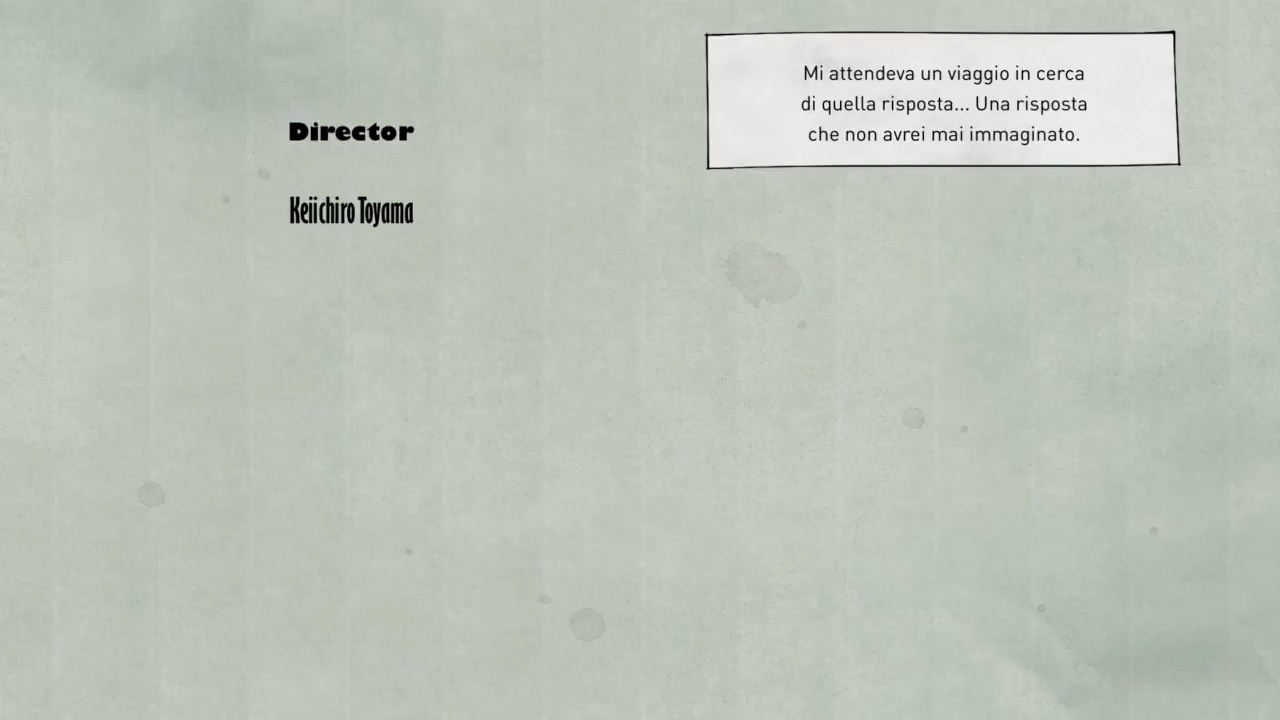 Director
Keiichiro Toyama
Mi attendeva un viaggio in cerca
di quella risposta... Una risposta
che non avrei mai immaginato.